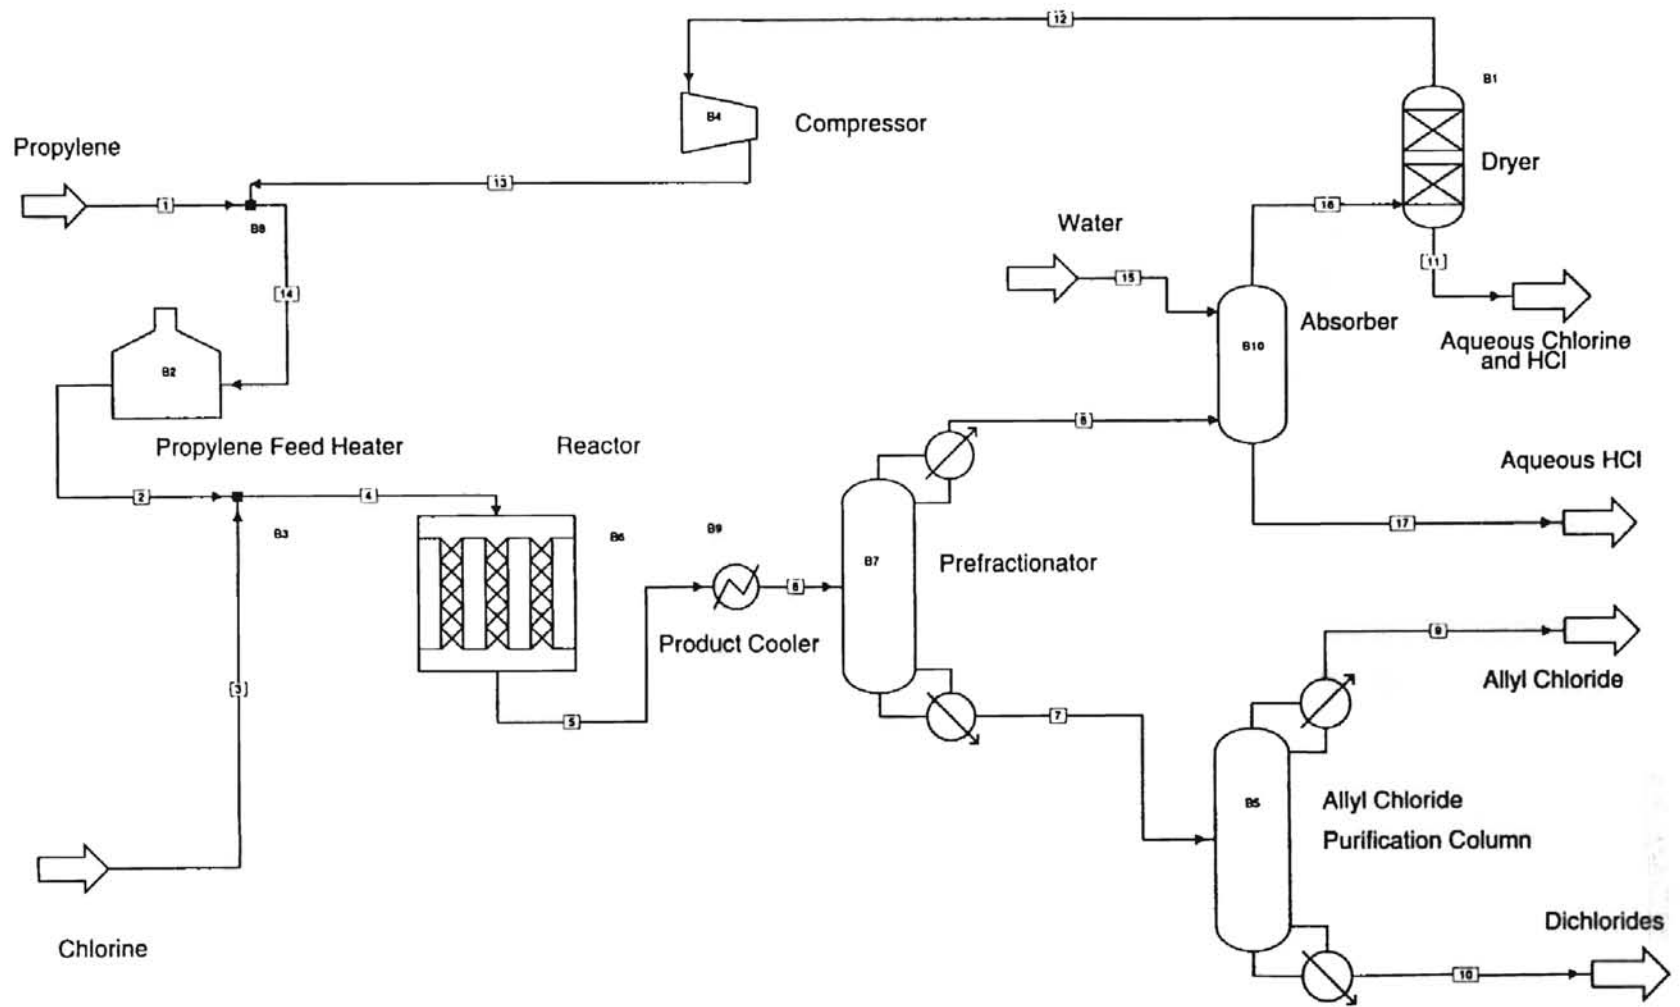 12
B1
B4
Compressor
Propylene
Dryer
13
1
16
Water
B8
15
11
14
Absorber
Aqueous Chlorine
and HCl
B10
B2
8
Propylene Feed Heater
Reactor
Aqueous HCl
2
4
17
B3
B6
B9
B7
Prefractionator
6
Product Cooler
9
Allyl Chloride
3
5
7
B5
Allyl Chloride
Purification Column
Dichlorides
Chlorine
10